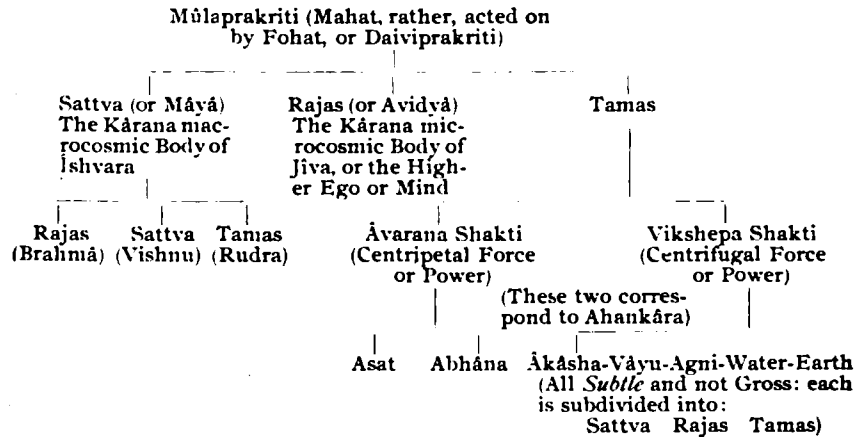 Mûlaprakriti (Mahat, rather, acted on
by Fohat, or Daiviprakriti)
Sattva (or Mâyâ)
The Kârana mac-
rocosmic Body of
Îshvara
Rajas (or Avidyâ)
The Kârana mic-
rocosmic Body of
Jîva, or the High-
er Ego or Mind
Tamas
Rajas
(Brahmâ)
Sattva
(Vishnu)
Tamas
(Rudra)
Âvarana Shakti
(Centripetal Force
or Power)
Vikshepa Shakti
(Centrifugal Force
or Power)
(These two corres-
pond to Ahankâra)
Asat
Abhâna
Âkâsha-Vâyu-Agni-Water-Earth
(All Subtle and not Gross: each
is subdivided into:
Sattva Rajas Tamas)